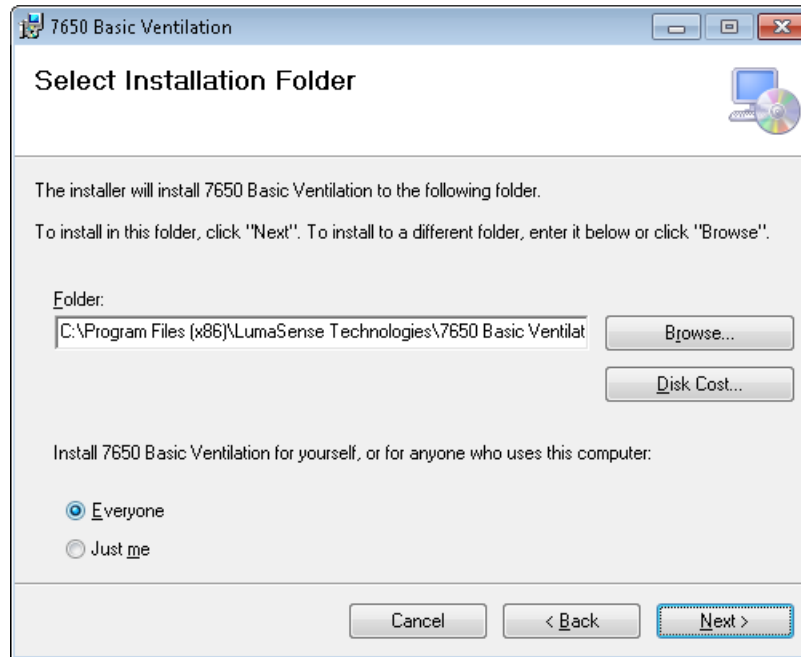 7650 Basic Ventilation
Select Installation Folder
The installer will install 7650 Basic Ventilation to the following folder.
To install in this folder, click "Next". To install to a different folder, enter it below or click "Browse".
Folder:
C:\Program Files (x86)\LumaSense Technologies\7650 Basic Ventilat
Browse...
Disk Cost...
Install 7650 Basic Ventilation for yourself, or for anyone who uses this computer:
Everyone
Just me
Cancel
< Back
Next >